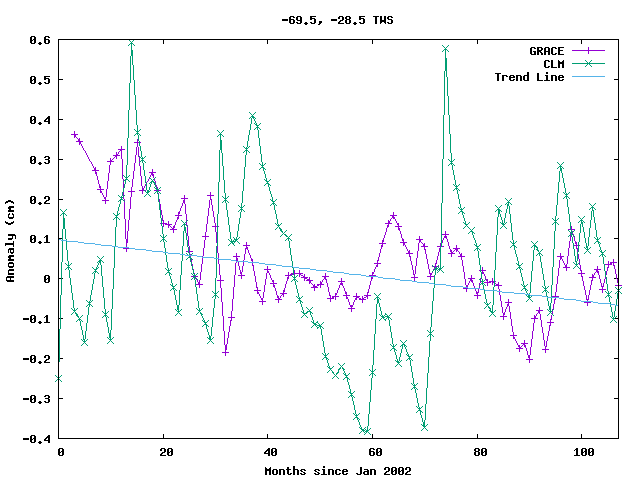 -69.5, -28.5 TWS
GRACE
CLM
Trend Line
0.6
0.5
0.4
0.3
0.2
0.1
0
-0.1
-0.2
-0.3
-0.4
Anomaly (cm)
0 20 40 60 80 100
Months since Jan 2002